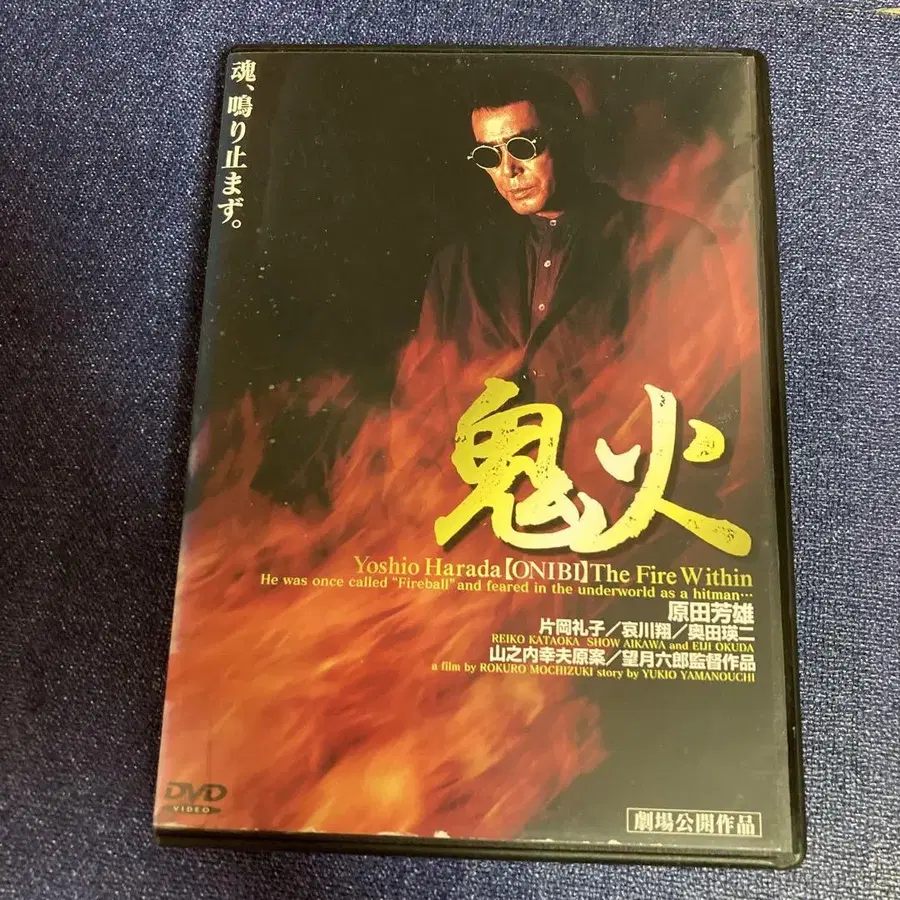 魂、鳴り止まず。
鬼火
Yoshio Harada【ONIBI】The Fire Within
He was once called "Fireball" and feared in the underworld as a hitman…
原田芳雄
片岡礼子／哀川翔／奥田瑛二
REIKO KATAOKA SHOW AIKAWA and EIJI OKUDA
山之内幸夫原案／望月六郎監督作品
a film by ROKURO MOCHIZUKI story by YUKIO YAMANOUCHI
DVD
VIDEO
劇場公開作品